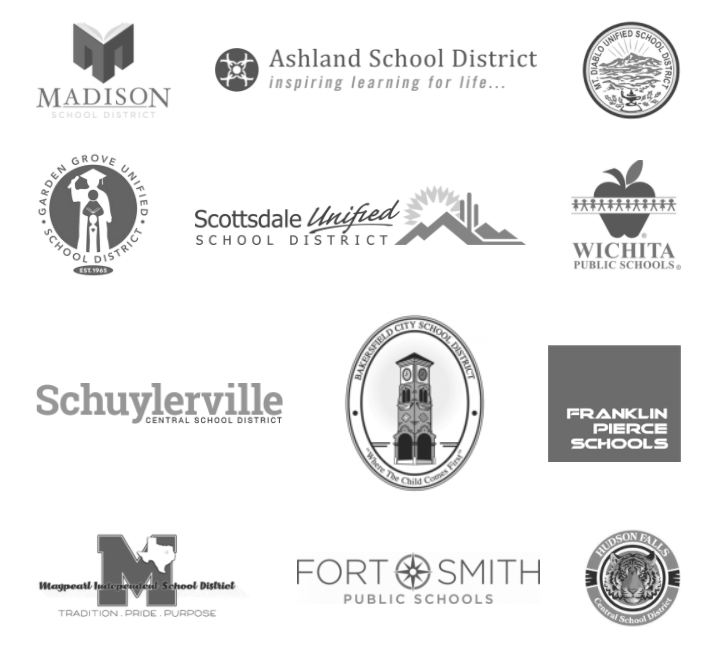 MADISON
SCHOOL DISTRICT
Ashland School District
inspiring learning for life...
MT. DIABLO UNIFIED SCHOOL DISTRICT
GARDEN GROVE UNIFIED
SCHOOL DISTRICT
EST. 1965
Scottsdale Unified
SCHOOL DISTRICT
WICHITA
PUBLIC SCHOOLS®
Schuylerville
CENTRAL SCHOOL DISTRICT
BAKERSFIELD CITY SCHOOL DISTRICT
"Where The Child Comes First"
FRANKLIN
PIERCE
SCHOOLS
M
Maypearl Independent School District
TRADITION . PRIDE . PURPOSE
FORT SMITH
PUBLIC SCHOOLS
HUDSON FALLS
Central School District